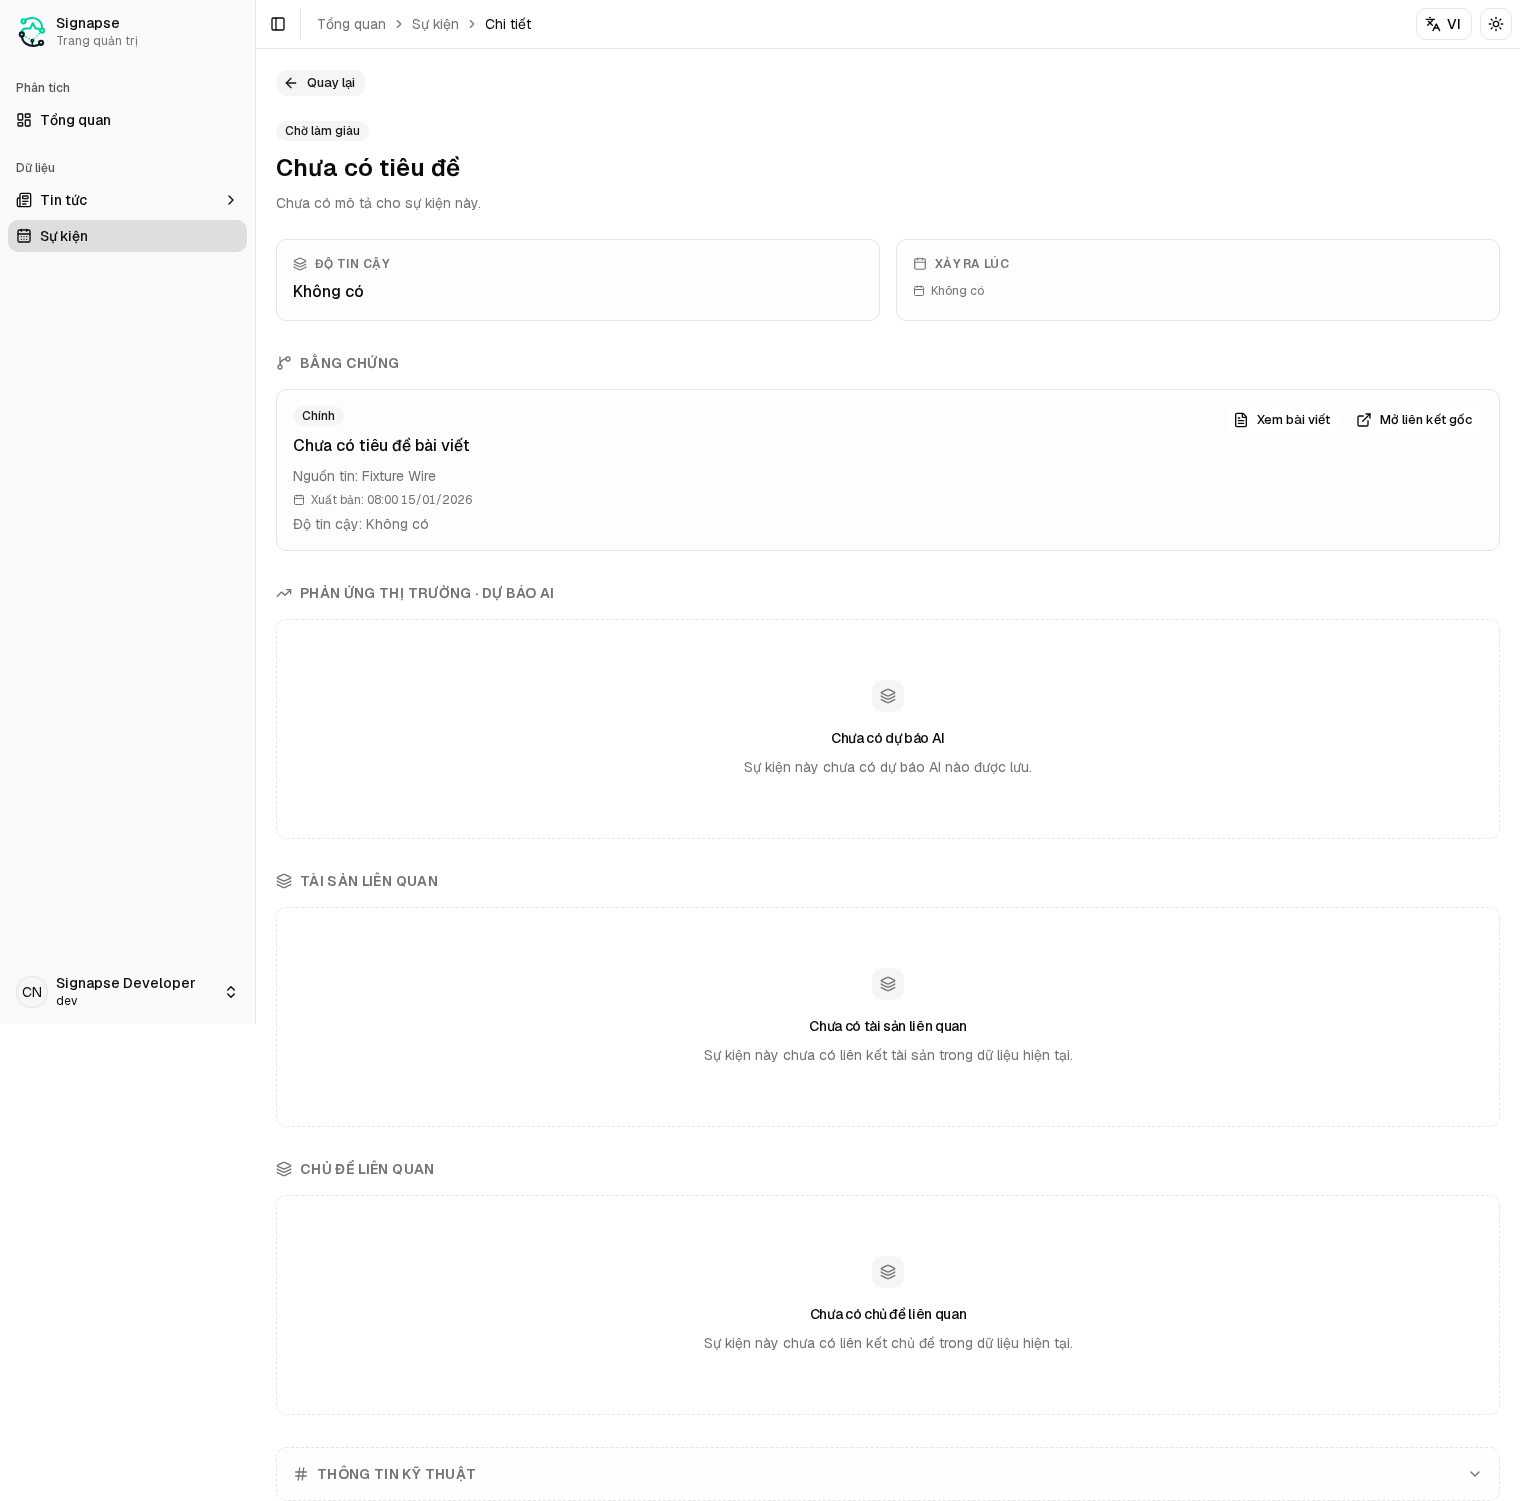 Signapse
Trang quản trị
Phân tích
Tổng quan
Dữ liệu
Tin tức
Sự kiện
CN
Signapse Developer
dev
Tổng quan
Sự kiện
Chi tiết
VI
Quay lại
Chờ làm giàu
Chưa có tiêu đề
Chưa có mô tả cho sự kiện này.
ĐỘ TIN CẬY
Không có
XẢY RA LÚC
Không có
BẰNG CHỨNG
Chính
Chưa có tiêu đề bài viết
Nguồn tin: Fixture Wire
Xuất bản: 08:00 15/01/2026
Độ tin cậy: Không có
Xem bài viết
Mở liên kết gốc
PHẢN ỨNG THỊ TRƯỜNG · DỰ BÁO AI
Chưa có dự báo AI
Sự kiện này chưa có dự báo AI nào được lưu.
TÀI SẢN LIÊN QUAN
Chưa có tài sản liên quan
Sự kiện này chưa có liên kết tài sản trong dữ liệu hiện tại.
CHỦ ĐỀ LIÊN QUAN
Chưa có chủ đề liên quan
Sự kiện này chưa có liên kết chủ đề trong dữ liệu hiện tại.
THÔNG TIN KỸ THUẬT